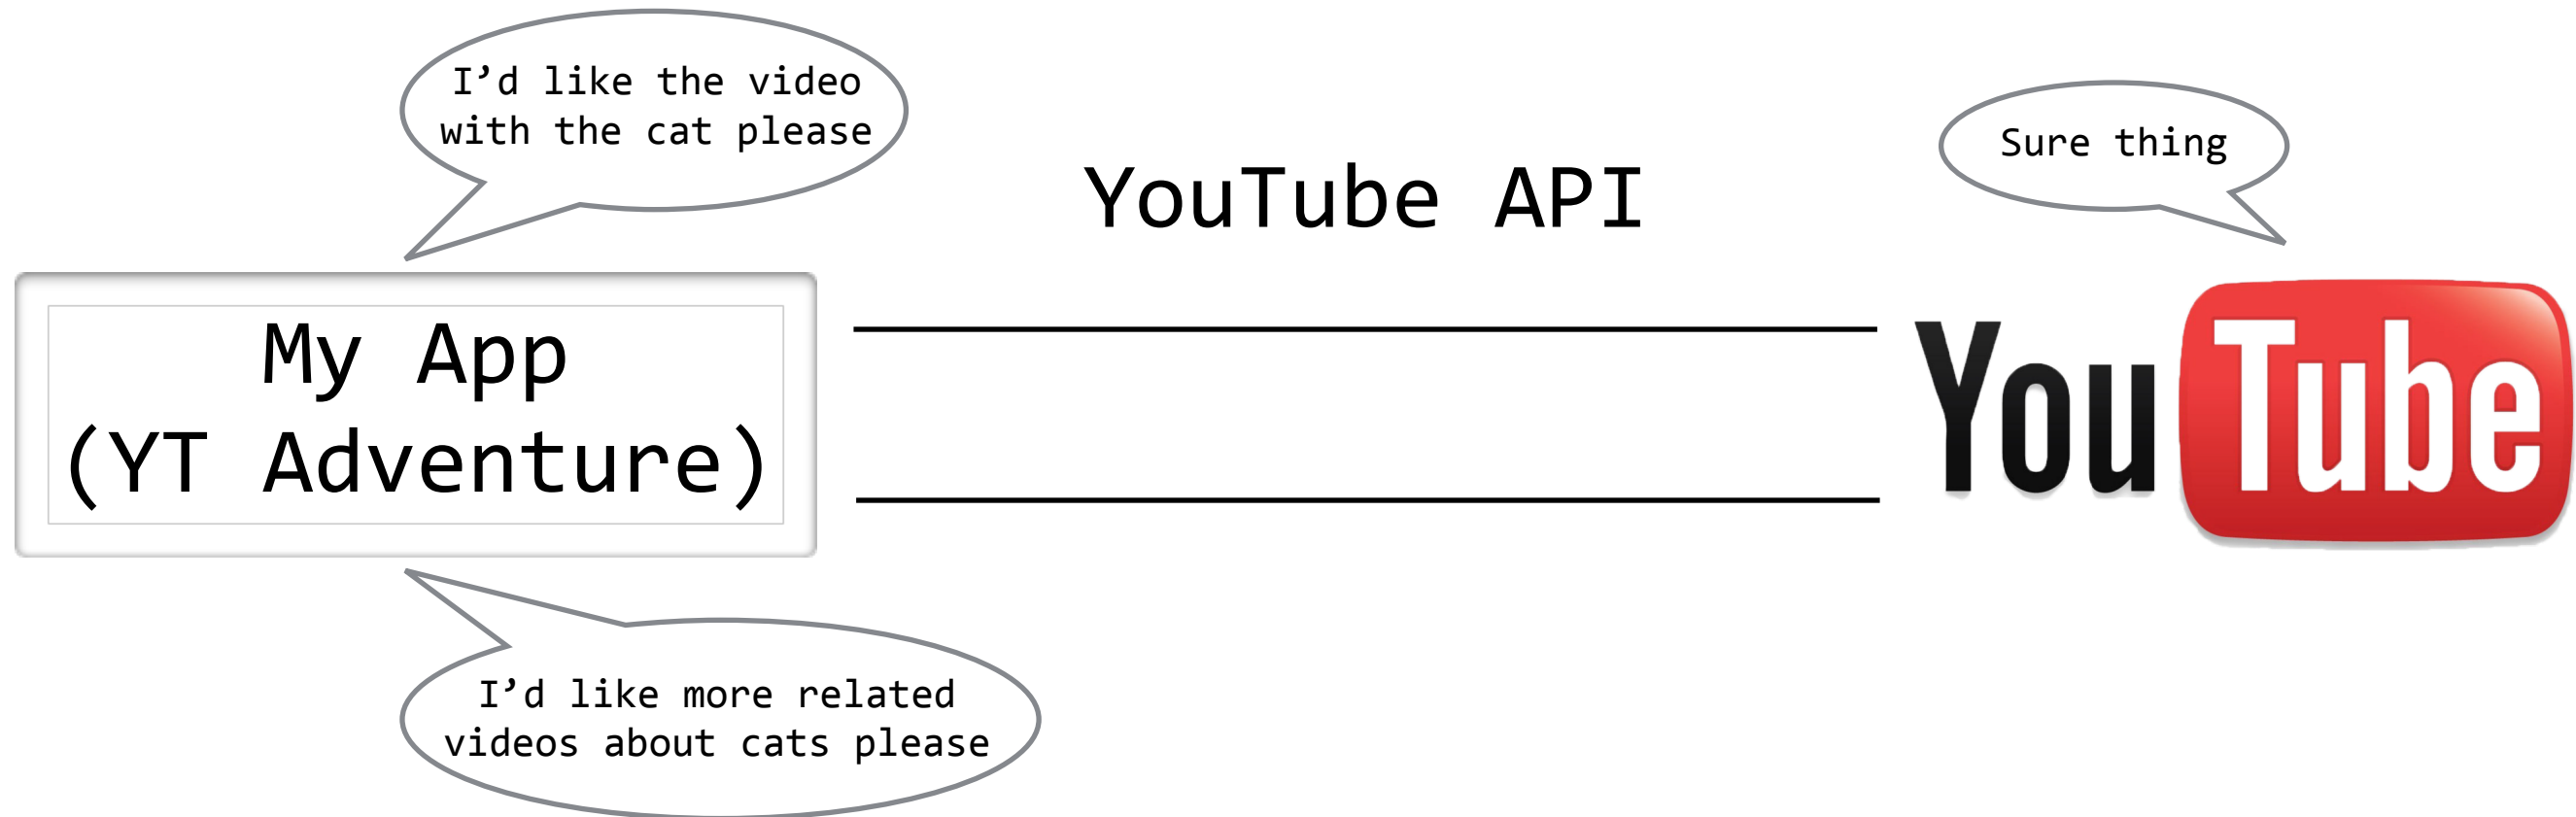 I’d like the video
with the cat please
YouTube API
Sure thing
My App
(YT Adventure)
YouTube
I’d like more related
videos about cats please